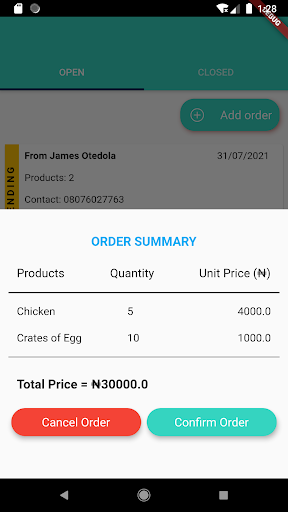 1:28
DEBUG
OPEN CLOSED
Add order
From James Otedola 31/07/2021
Products: 2
Contact: 08076027763
ENDING
ORDER SUMMARY
Products Quantity Unit Price (₦)
Chicken 5 4000.0
Crates of Egg 10 1000.0
Total Price = ₦30000.0
Cancel Order Confirm Order